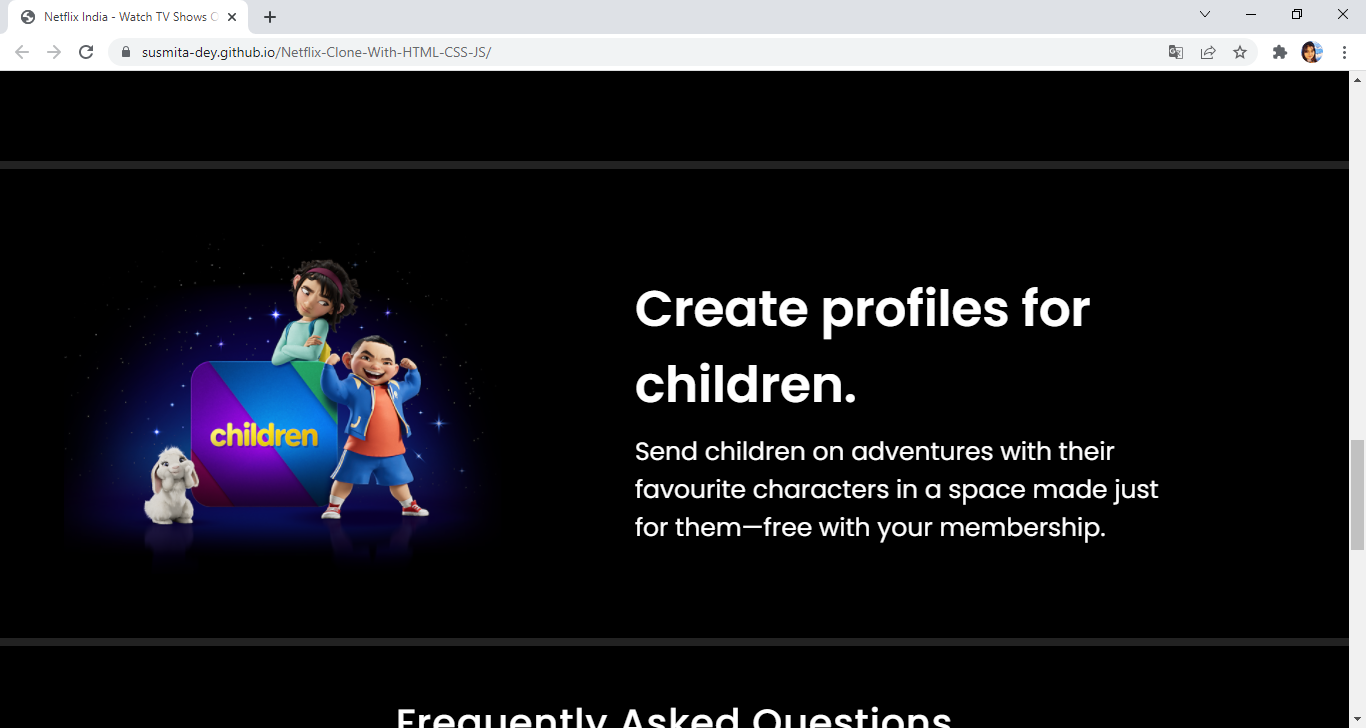 Netflix India - Watch TV Shows O
susmita-dey.github.io/Netflix-Clone-With-HTML-CSS-JS/
Create profiles for
children.
children
Send children on adventures with their
favourite characters in a space made just
for them—free with your membership.
Frequently Asked Questions